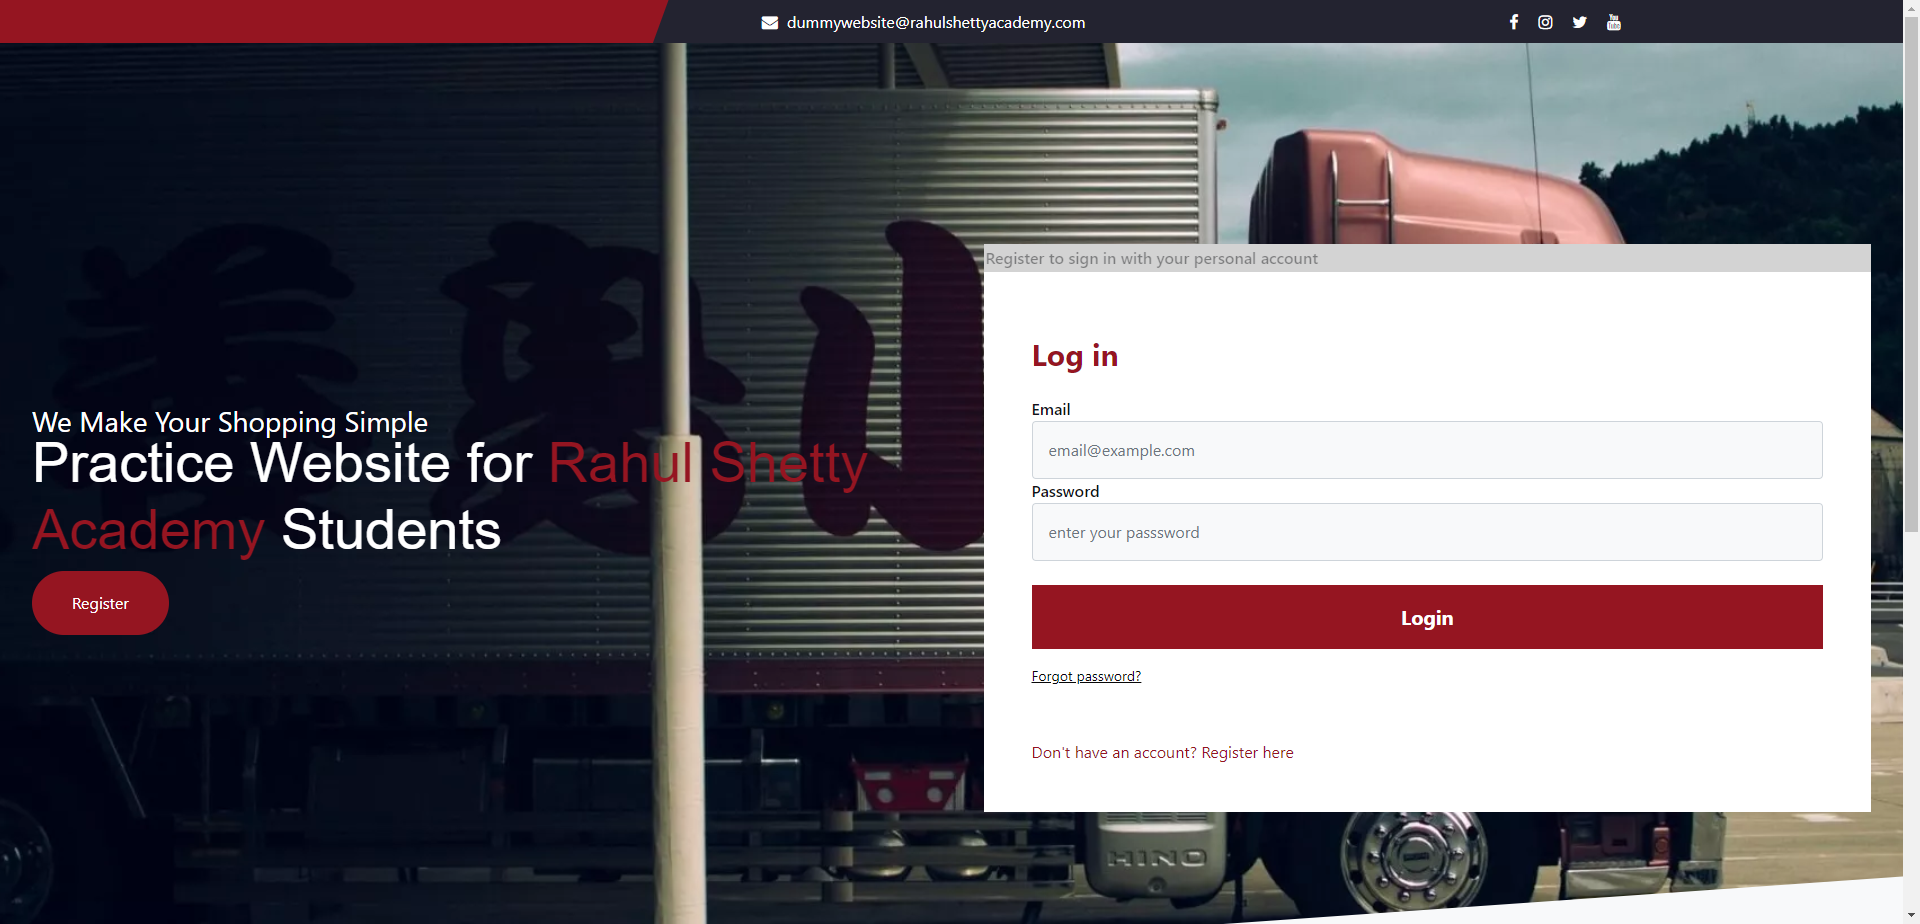 dummywebsite@rahulshettyacademy.com
Register to sign in with your personal account
We Make Your Shopping Simple
Practice Website for Rahul Shetty
Academy Students
Register
Log in
Email
email@example.com
Password
enter your passsword
Login
Forgot password?
Don't have an account? Register here
HINO